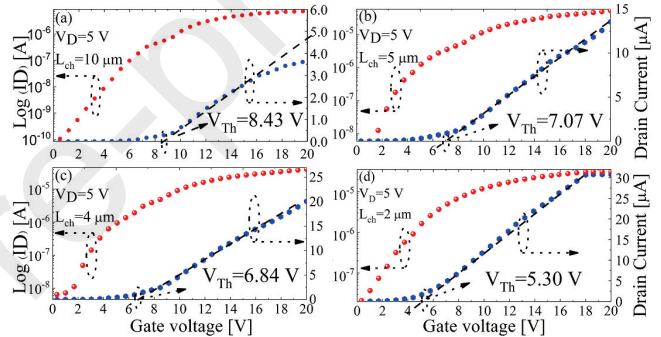 (a)
V_D=5 V
L_ch=10 μm
V_Th=8.43 V
10⁻⁶
10⁻⁷
10⁻⁸
10⁻⁹
10⁻¹⁰
6.0
5.0
4.0
3.0
2.0
1.0
0.0
0 2 4 6 8 10 12 14 16 18 20
Log (ID) [A]
(b)
V_D=5 V
L_ch=5 μm
V_Th=7.07 V
10⁻⁵
10⁻⁶
10⁻⁷
10⁻⁸
15
10
5
0
0 2 4 6 8 10 12 14 16 18 20
Drain Current [μA]
(c)
V_D=5 V
L_ch=4 μm
V_Th=6.84 V
10⁻⁵
10⁻⁶
10⁻⁷
10⁻⁸
25
20
15
10
5
0
0 2 4 6 8 10 12 14 16 18 20
Gate voltage [V]
Log (ID) [A]
(d)
V_D=5 V
L_ch=2 μm
V_Th=5.30 V
10⁻⁵
10⁻⁶
10⁻⁷
30
20
10
0
0 2 4 6 8 10 12 14 16 18 20
Gate voltage [V]
Drain Current [μA]